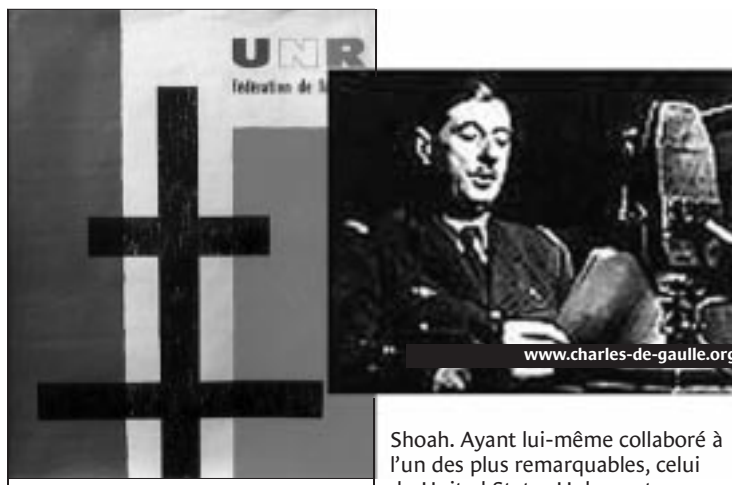 UNR
fédération de
www.charles-de-gaulle.org
Shoah. Ayant lui-même collaboré à
l'un des plus remarquables, celui